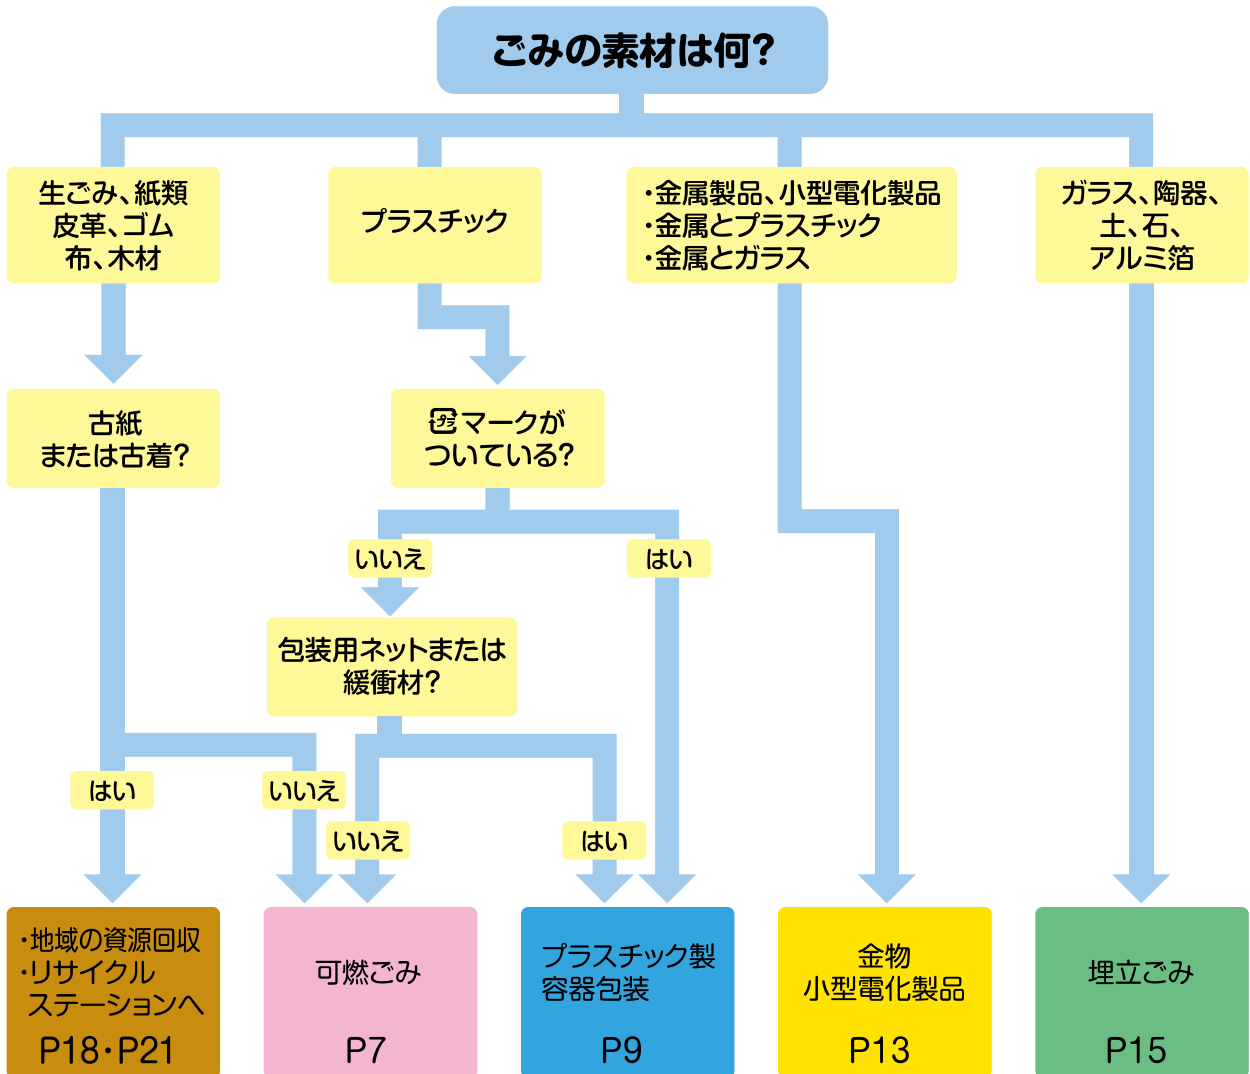 ごみの素材は何?
生ごみ、紙類
皮革、ゴム
布、木材
プラスチック
・金属製品、小型電化製品
・金属とプラスチック
・金属とガラス
ガラス、陶器、
土、石、
アルミ箔
古紙
または古着?
プラマークが
ついている?
いいえ
はい
包装用ネットまたは
緩衝材?
はい
いいえ
いいえ
はい
・地域の資源回収
・リサイクル
ステーションへ
P18・P21
可燃ごみ
P7
プラスチック製
容器包装
P9
金物
小型電化製品
P13
埋立ごみ
P15